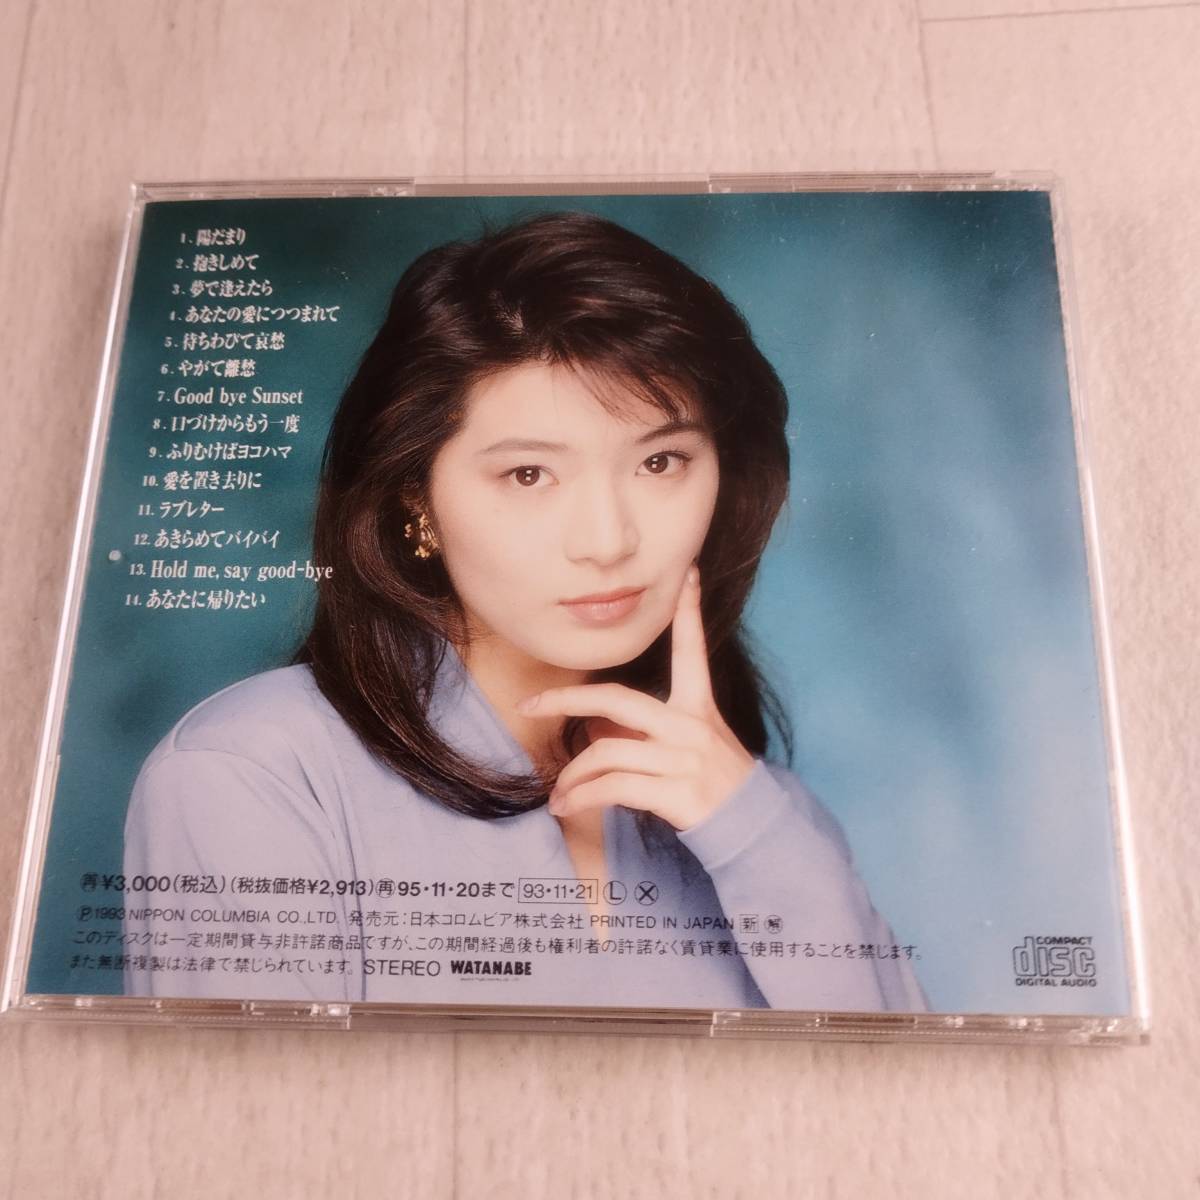 1. 陽だまり
2. 抱きしめて
3. 夢で逢えたら
4. あなたの愛につつまれて
5. 待ちわびて哀愁
6. やがて離愁
7. Good bye Sunset
8. 口づけからもう一度
9. ふりむけばヨコハマ
10. 愛を置き去りに
11. ラブレター
12. あきらめてバイバイ
13. Hold me, say good-bye
14. あなたに帰りたい
㊢¥3,000(税込)(税抜価格¥2,913)㊢95・11・20まで 93・11・21 Ⓛ Ⓧ
Ⓟ1993 NIPPON COLUMBIA CO.,LTD. 発売元:日本コロムビア株式会社 PRINTED IN JAPAN 新 解
このディスクは一定期間貸与非許諾商品ですが、この期間経過後も権利者の許諾なく賃貸業に使用することを禁じます。
また無断複製は法律で禁じられています。 STEREO WATANABE
COMPACT
disc
DIGITAL AUDIO